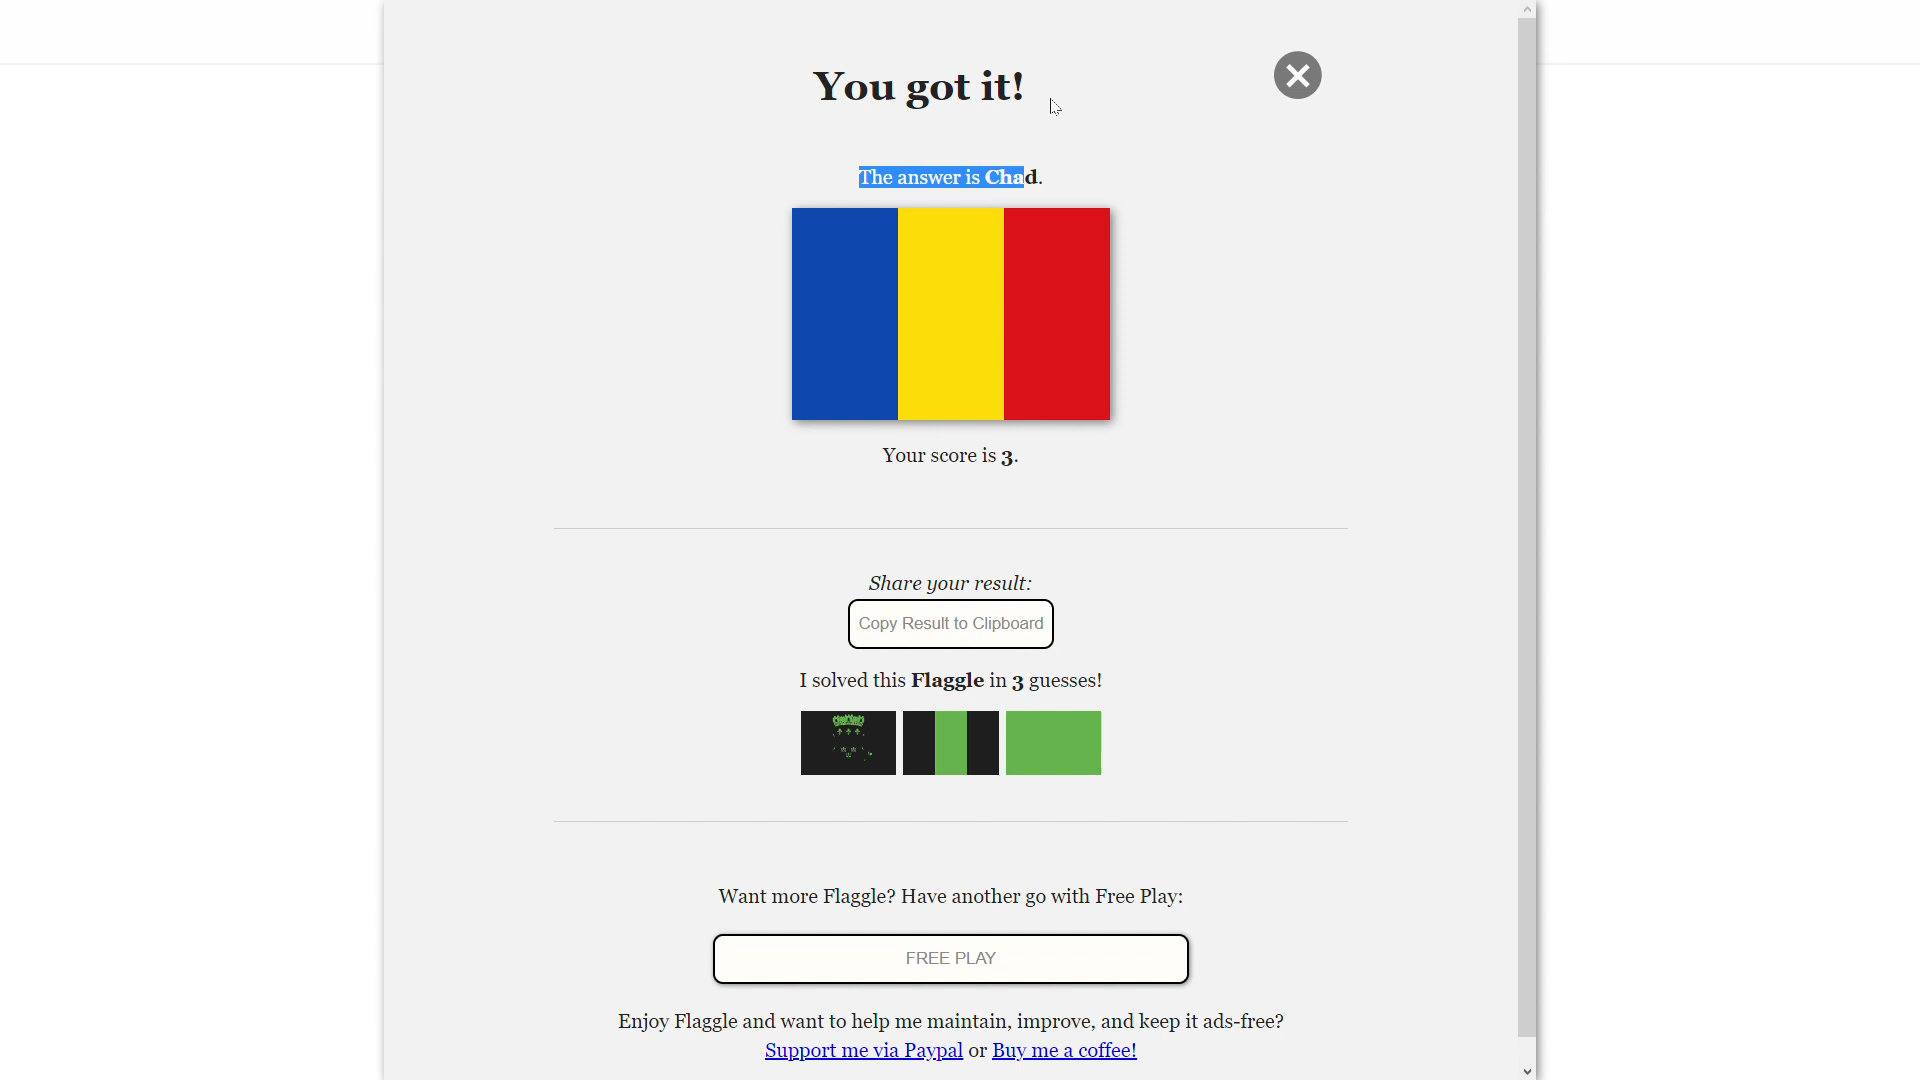 You got it!
The answer is Chad.
Your score is 3.
Share your result:
Copy Result to Clipboard
I solved this Flaggle in 3 guesses!
Want more Flaggle? Have another go with Free Play:
FREE PLAY
Enjoy Flaggle and want to help me maintain, improve, and keep it ads-free?
Support me via Paypal or Buy me a coffee!